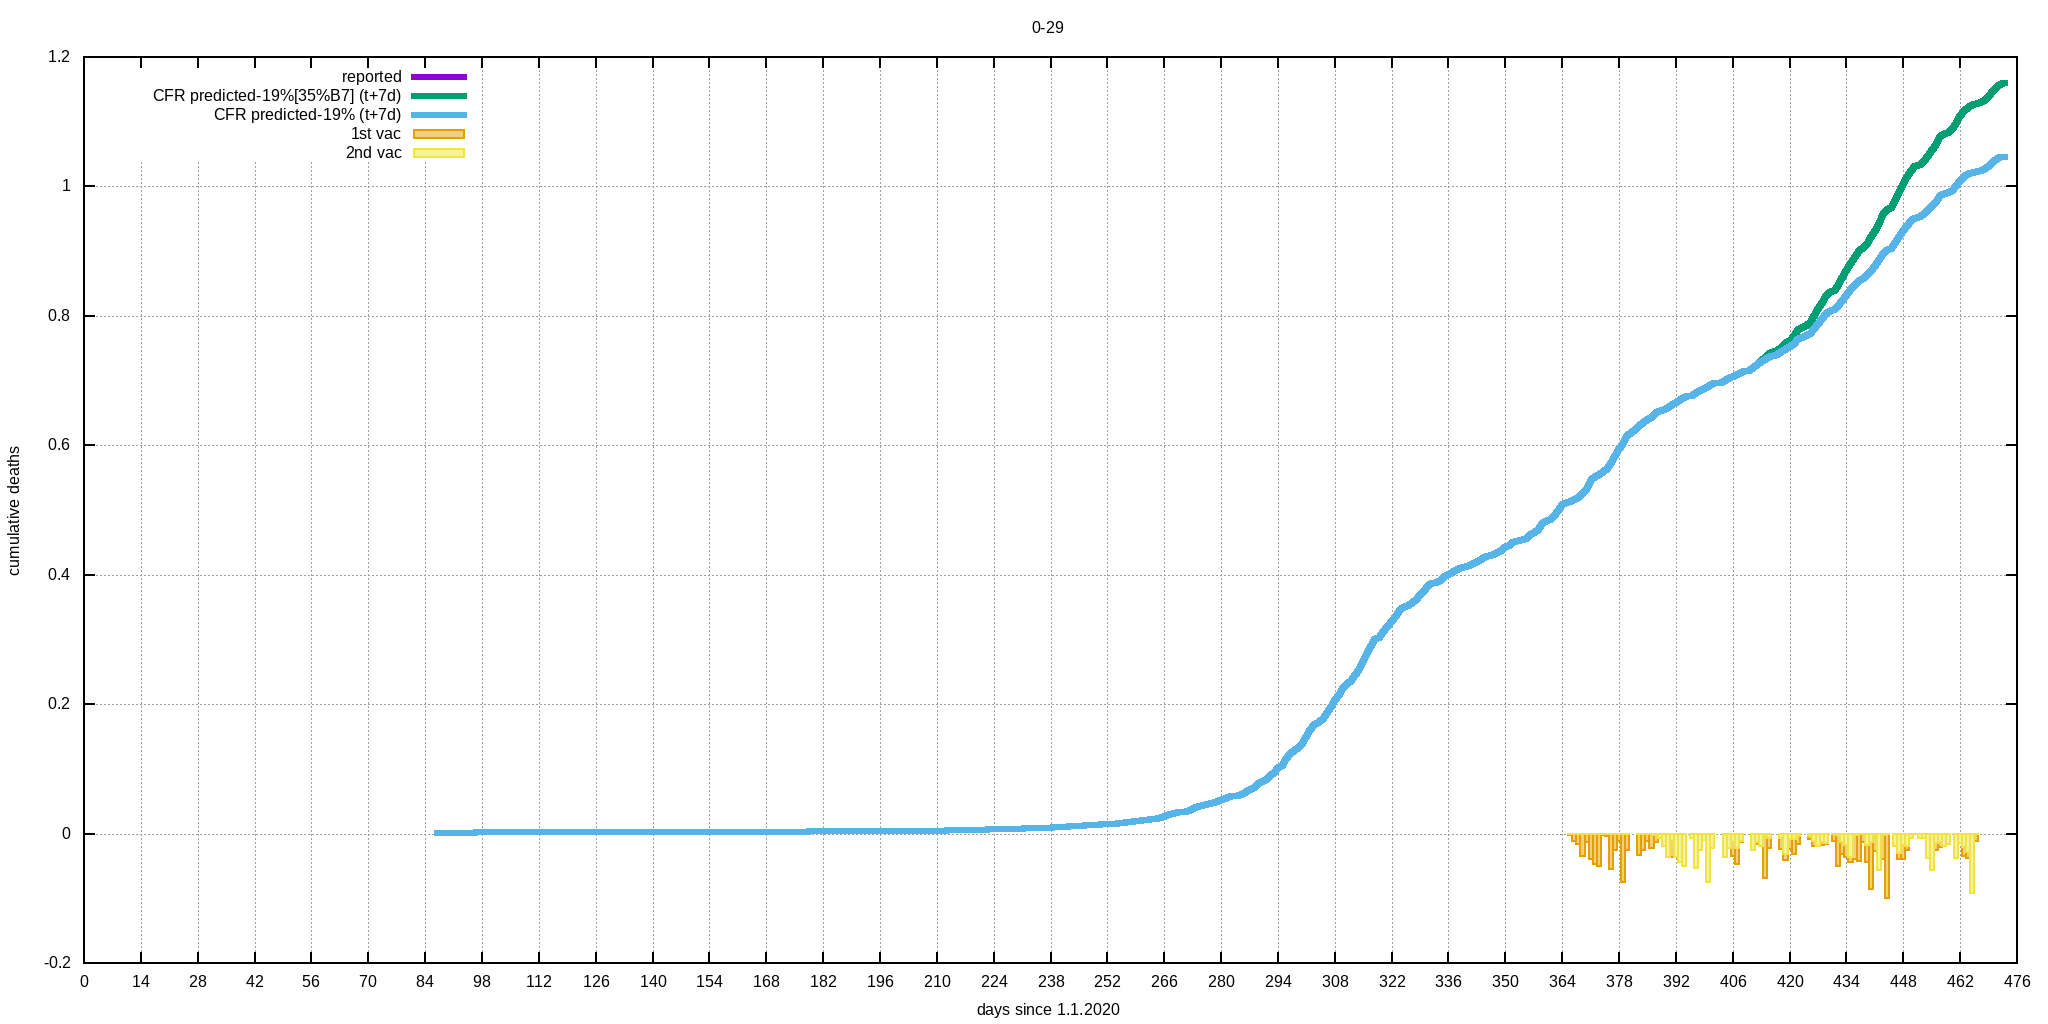 0-29
1.2
1
0.8
0.6
0.4
0.2
0
-0.2
cumulative deaths
reported
CFR predicted-19%[35%B7] (t+7d)
CFR predicted-19% (t+7d)
1st vac
2nd vac
0 14 28 42 56 70 84 98 112 126 140 154 168 182 196 210 224 238 252 266 280 294 308 322 336 350 364 378 392 406 420 434 448 462 476
days since 1.1.2020